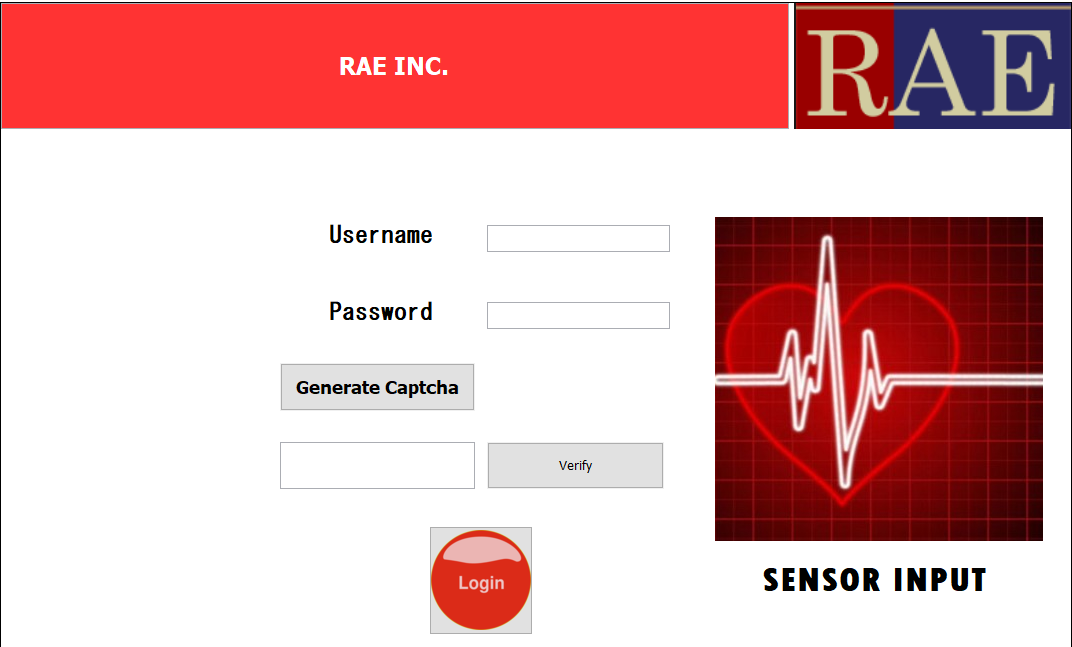 RAE INC.
RAE
Username
Password
Generate Captcha
Verify
Login
SENSOR INPUT